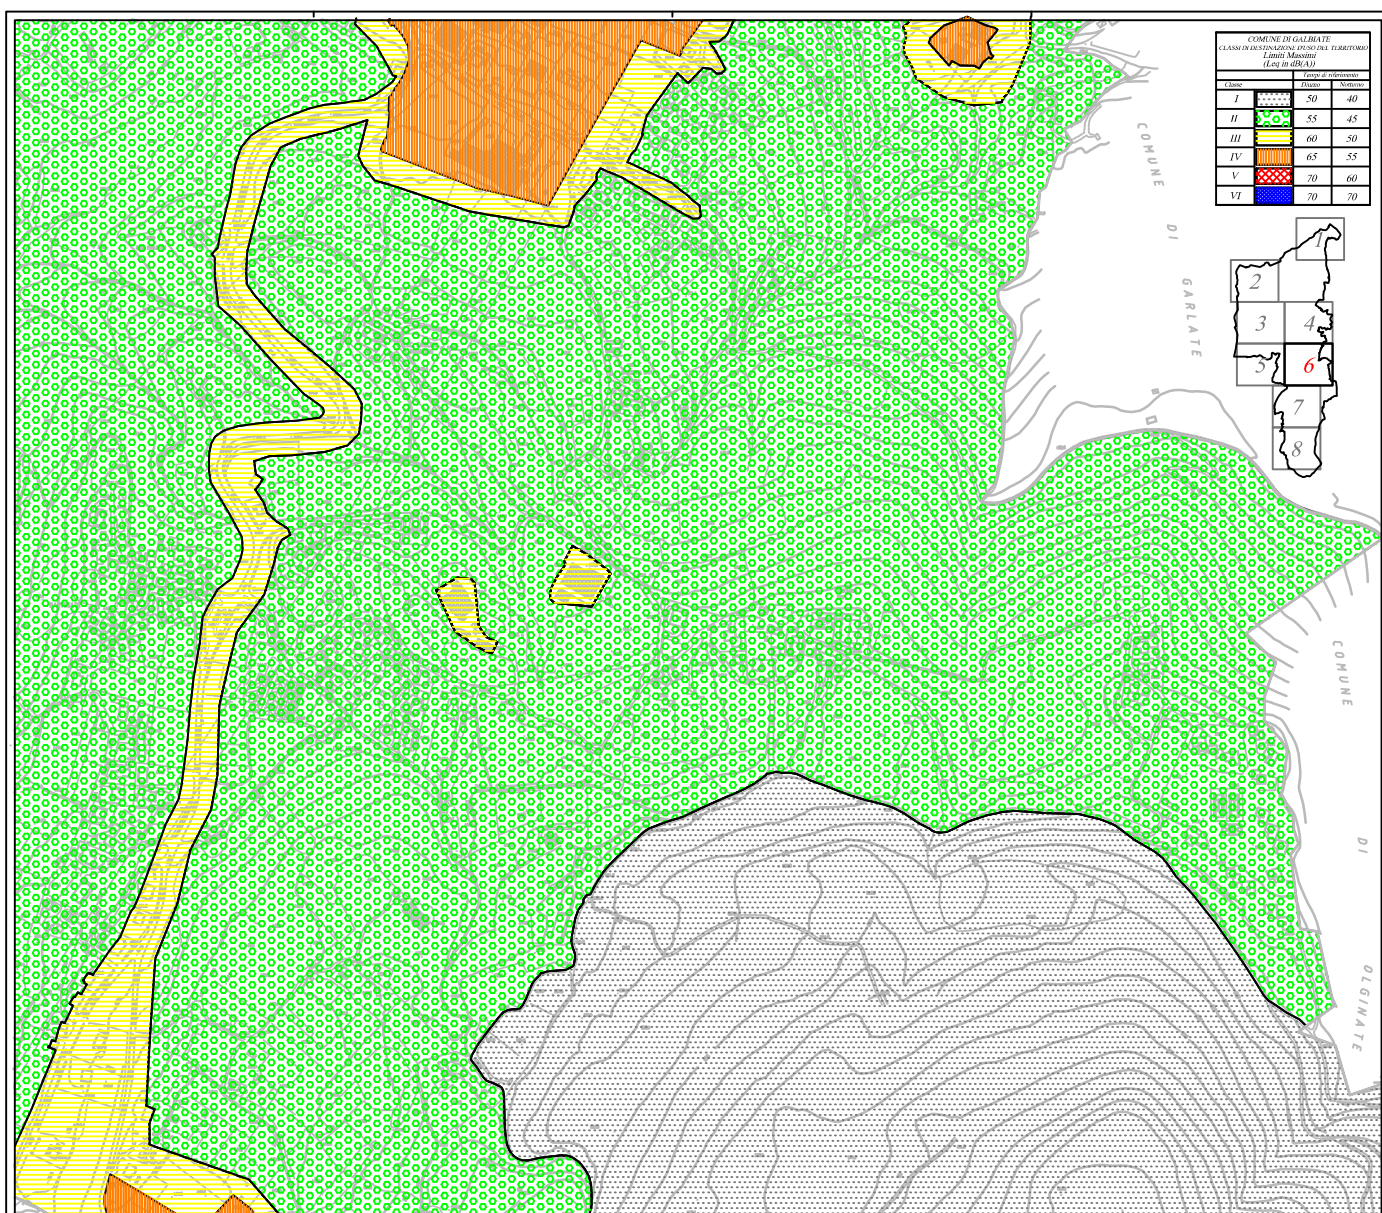 COMUNE DI GALBIATE
CLASSI DI DESTINAZIONE D'USO DEL TERRITORIO
Limiti Massimi
(Leq in dB(A))
Tempi di riferimento
Classe Diurno Notturno
I 50 40
II 55 45
III 60 50
IV 65 55
V 70 60
VI 70 70
1
2
3 4
5 6
7
8
COMUNE
DI
GARLATE
COMUNE
DI
OLGINATE